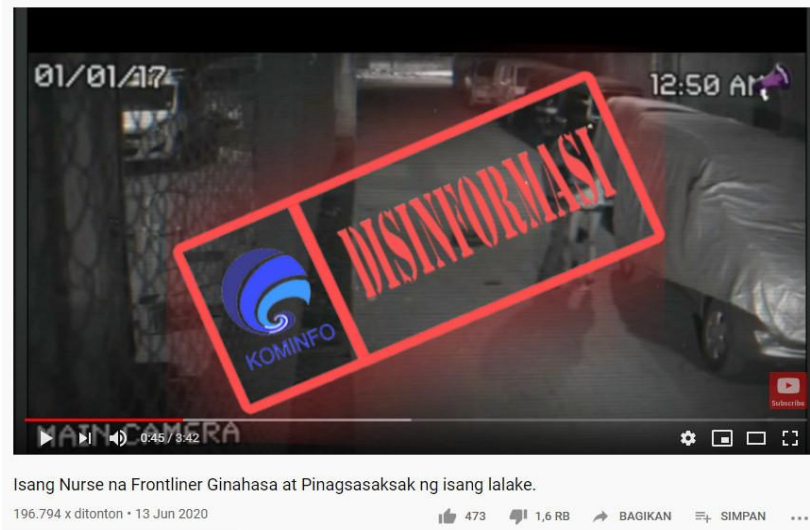 01/01/17
12:50 AM
DISINFORMASI
KOMINFO
Subscribe
MAIN CAMERA
0:45 / 3:42
Isang Nurse na Frontliner Ginahasa at Pinagsasaksak ng isang lalake.
196.794 x ditonton • 13 Jun 2020
473
1,6 RB
BAGIKAN
SIMPAN